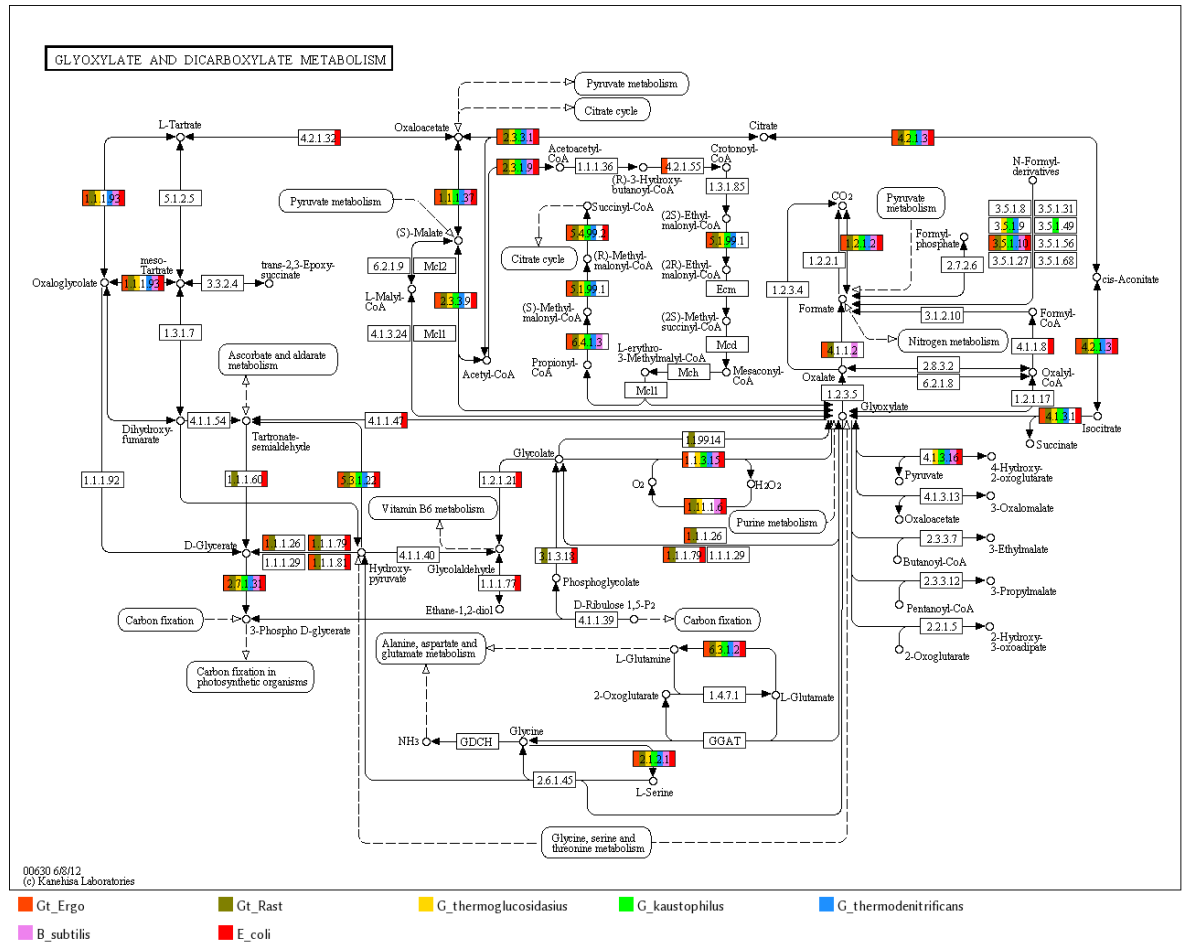 GLYOXYLATE AND DICARBOXYLATE METABOLISM
Pyruvate metabolism
Citrate cycle
L-Tartrate
4.2.1.32
Oxaloacetate
2.3.3.1
Citrate
4.2.1.3
2.3.1.9
Acetoacetyl-
CoA
1.1.1.36
(R)-3-Hydroxy-
butanoyl-CoA
4.2.1.55
Crotonoyl-
CoA
1.3.1.85
N-Formyl-
derivatives
1.1.1.93
5.1.2.5
Pyruvate metabolism
1.1.1.37
Succinyl-CoA
(2S)-Ethyl-
malonyl-CoA
CO2
Pyruvate
metabolism
3.5.1.8
3.5.1.31
3.5.1.9
3.5.1.49
3.5.1.10
3.5.1.56
3.5.1.27
3.5.1.68
(S)-Malate
5.4.99.2
5.1.99.1
1.2.1.2
Formyl-
phosphate
Citrate cycle
(R)-Methyl-
malonyl-CoA
1.2.2.1
2.7.2.6
meso-
Tartrate
6.2.1.9
Mcl2
(2R)-Ethyl-
malonyl-CoA
Oxaloglycolate
1.1.1.93
3.3.2.4
trans-2,3-Epoxy-
succinate
5.1.99.1
Ecm
1.2.3.4
cis-Aconitate
L-Malyl-
CoA
2.3.3.9
(S)-Methyl-
malonyl-CoA
(2S)-Methyl-
succinyl-CoA
Formate
3.1.2.10
Formyl-
CoA
1.3.1.7
4.1.3.24
Mcl1
6.4.1.3
Mcd
Nitrogen metabolism
Ascorbate and aldarate
metabolism
L-erythro-
3-Methylmalyl-CoA
4.1.1.2
4.1.1.8
4.2.1.3
Acetyl-CoA
Propionyl-
CoA
Mch
Mesaconyl-
CoA
Oxalate
2.8.3.2
6.2.1.8
Oxalyl-
CoA
Mcl1
1.2.3.5
1.2.1.17
Glyoxylate
4.1.1.54
4.1.1.47
4.1.3.1
Isocitrate
Dihydroxy-
fumarate
Tartronate-
semialdehyde
Succinate
1.1.99.14
Glycolate
1.1.3.15
4.1.3.16
4-Hydroxy-
2-oxoglutarate
Pyruvate
1.1.1.92
1.1.1.60
5.3.1.22
1.2.1.21
O2
H2O2
4.1.3.13
3-Oxalomalate
Vitamin B6 metabolism
1.11.1.6
Purine metabolism
Oxaloacetate
1.1.1.26
2.3.3.7
3-Ethylmalate
D-Glycerate
1.1.1.26
1.1.1.79
1.1.1.29
1.1.1.81
Hydroxy-
pyruvate
4.1.1.40
Glycolaldehyde
3.1.3.18
1.1.1.79
1.1.1.29
Butanoyl-CoA
2.7.1.31
1.1.1.77
Phosphoglycolate
2.3.3.12
3-Propylmalate
Ethane-1,2-diol
D-Ribulose 1,5-P2
Pentanoyl-CoA
Carbon fixation
3-Phospho D-glycerate
4.1.1.39
Carbon fixation
2.2.1.5
2-Hydroxy-
3-oxoadipate
2-Oxoglutarate
Alanine, aspartate and
glutamate metabolism
L-Glutamine
6.3.1.2
Carbon fixation in
photosynthetic organisms
2-Oxoglutarate
1.4.7.1
L-Glutamate
NH3
GDCH
Glycine
GGAT
2.1.2.1
2.6.1.45
L-Serine
Glycine, serine and
threonine metabolism
00630 6/8/12
(c) Kanehisa Laboratories
Gt_Ergo
Gt_Rast
G_thermoglucosidasius
G_kaustophilus
G_thermodenitrificans
B_subtilis
E_coli